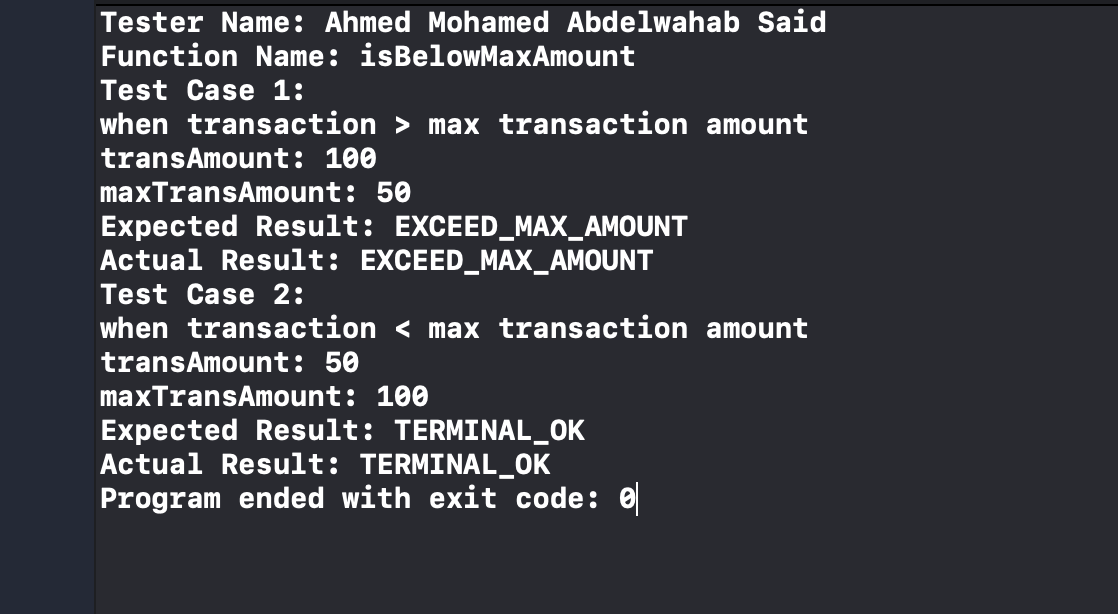 Tester Name: Ahmed Mohamed Abdelwahab Said
Function Name: isBelowMaxAmount
Test Case 1:
when transaction > max transaction amount
transAmount: 100
maxTransAmount: 50
Expected Result: EXCEED_MAX_AMOUNT
Actual Result: EXCEED_MAX_AMOUNT
Test Case 2:
when transaction < max transaction amount
transAmount: 50
maxTransAmount: 100
Expected Result: TERMINAL_OK
Actual Result: TERMINAL_OK
Program ended with exit code: 0